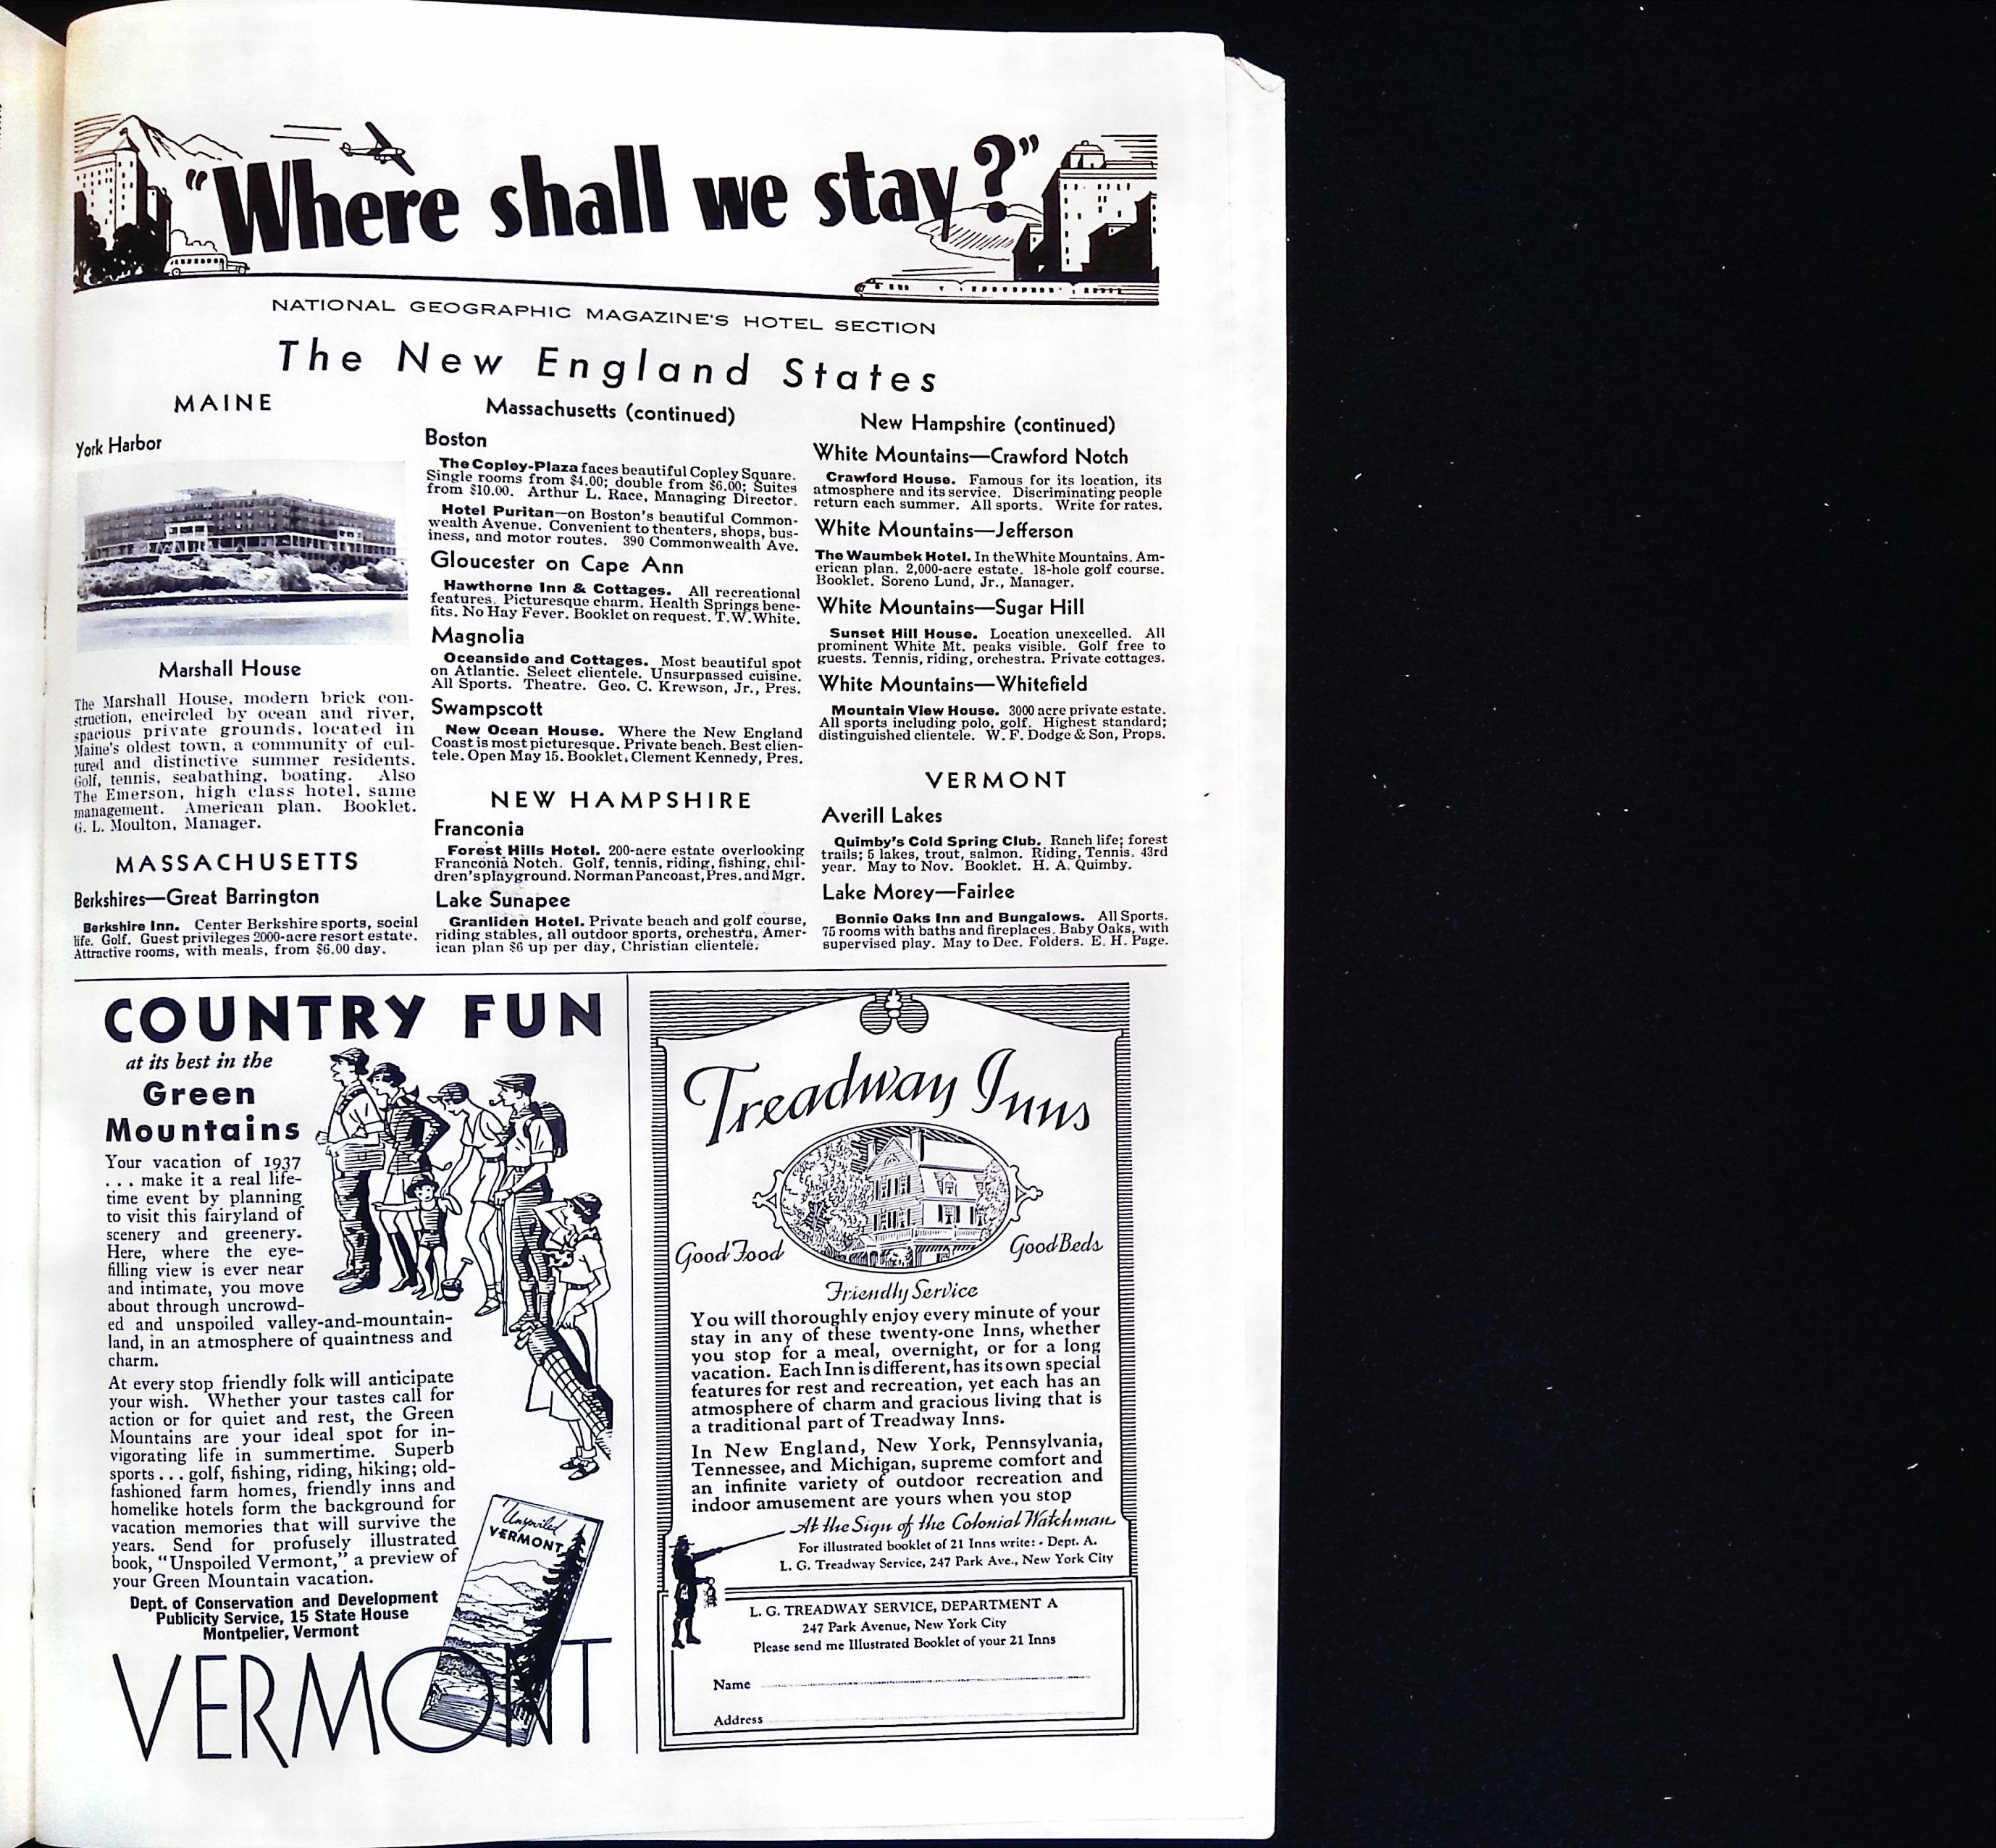 "Where shall we stay?"
NATIONAL GEOGRAPHIC MAGAZINE'S HOTEL SECTION
The New England States
MAINE
York Harbor
Marshall House
The Marshall House, modern brick con-
struction, encircled by ocean and river,
spacious private grounds, located in
Maine's oldest town, a community of cul-
tured and distinctive summer residents.
Golf, tennis, seabathing, boating. Also
The Emerson, high class hotel, same
management. American plan. Booklet.
G. L. Moulton, Manager.
MASSACHUSETTS
Berkshires—Great Barrington
Berkshire Inn. Center Berkshire sports, social
life. Golf. Guest privileges 2000-acre resort estate.
Attractive rooms, with meals, from $6.00 day.
Massachusetts (continued)
Boston
The Copley-Plaza faces beautiful Copley Square.
Single rooms from $4.00; double from $6.00; Suites
from $10.00. Arthur L. Race, Managing Director.
Hotel Puritan—on Boston's beautiful Common-
wealth Avenue. Convenient to theaters, shops, bus-
iness, and motor routes. 390 Commonwealth Ave.
Gloucester on Cape Ann
Hawthorne Inn & Cottages. All recreational
features. Picturesque charm. Health Springs bene-
fits. No Hay Fever. Booklet on request. T.W.White.
Magnolia
Oceanside and Cottages. Most beautiful spot
on Atlantic. Select clientele. Unsurpassed cuisine.
All Sports. Theatre. Geo. C. Krewson, Jr., Pres.
Swampscott
New Ocean House. Where the New England
Coast is most picturesque. Private beach. Best clien-
tele. Open May 15. Booklet. Clement Kennedy, Pres.
NEW HAMPSHIRE
Franconia
Forest Hills Hotel. 200-acre estate overlooking
Franconia Notch. Golf, tennis, riding, fishing, chil-
dren's playground. Norman Pancoast, Pres. and Mgr.
Lake Sunapee
Granliden Hotel. Private beach and golf course,
riding stables, all outdoor sports, orchestra, Amer-
ican plan $6 up per day, Christian clientele.
New Hampshire (continued)
White Mountains—Crawford Notch
Crawford House. Famous for its location, its
atmosphere and its service. Discriminating people
return each summer. All sports. Write for rates.
White Mountains—Jefferson
The Waumbek Hotel. In the White Mountains. Am-
erican plan. 2,000-acre estate. 18-hole golf course.
Booklet. Soreno Lund, Jr., Manager.
White Mountains—Sugar Hill
Sunset Hill House. Location unexcelled. All
prominent White Mt. peaks visible. Golf free to
guests. Tennis, riding, orchestra. Private cottages.
White Mountains—Whitefield
Mountain View House. 3000 acre private estate.
All sports including polo, golf. Highest standard;
distinguished clientele. W. F. Dodge & Son, Props.
VERMONT
Averill Lakes
Quimby's Cold Spring Club. Ranch life; forest
trails; 5 lakes, trout, salmon. Riding, Tennis. 43rd
year. May to Nov. Booklet. H. A. Quimby.
Lake Morey—Fairlee
Bonnie Oaks Inn and Bungalows. All Sports.
75 rooms with baths and fireplaces. Baby Oaks, with
supervised play. May to Dec. Folders. E. H. Page.
COUNTRY FUN
at its best in the
Green
Mountains
Your vacation of 1937
... make it a real life-
time event by planning
to visit this fairyland of
scenery and greenery.
Here, where the eye-
filling view is ever near
and intimate, you move
about through uncrowd-
ed and unspoiled valley-and-mountain-
land, in an atmosphere of quaintness and
charm.
At every stop friendly folk will anticipate
your wish. Whether your tastes call for
action or for quiet and rest, the Green
Mountains are your ideal spot for in-
vigorating life in summertime. Superb
sports ... golf, fishing, riding, hiking; old-
fashioned farm homes, friendly inns and
homelike hotels form the background for
vacation memories that will survive the
years. Send for profusely illustrated
book, "Unspoiled Vermont," a preview of
your Green Mountain vacation.
Dept. of Conservation and Development
Publicity Service, 15 State House
Montpelier, Vermont
Unspoiled
VERMONT
VERMONT
Treadway Inns
Good Food
Good Beds
Friendly Service
You will thoroughly enjoy every minute of your
stay in any of these twenty-one Inns, whether
you stop for a meal, overnight, or for a long
vacation. Each Inn is different, has its own special
features for rest and recreation, yet each has an
atmosphere of charm and gracious living that is
a traditional part of Treadway Inns.
In New England, New York, Pennsylvania,
Tennessee, and Michigan, supreme comfort and
an infinite variety of outdoor recreation and
indoor amusement are yours when you stop
At the Sign of the Colonial Watchman
For illustrated booklet of 21 Inns write: - Dept. A.
L. G. Treadway Service, 247 Park Ave., New York City
L. G. TREADWAY SERVICE, DEPARTMENT A
247 Park Avenue, New York City
Please send me Illustrated Booklet of your 21 Inns
Name
Address